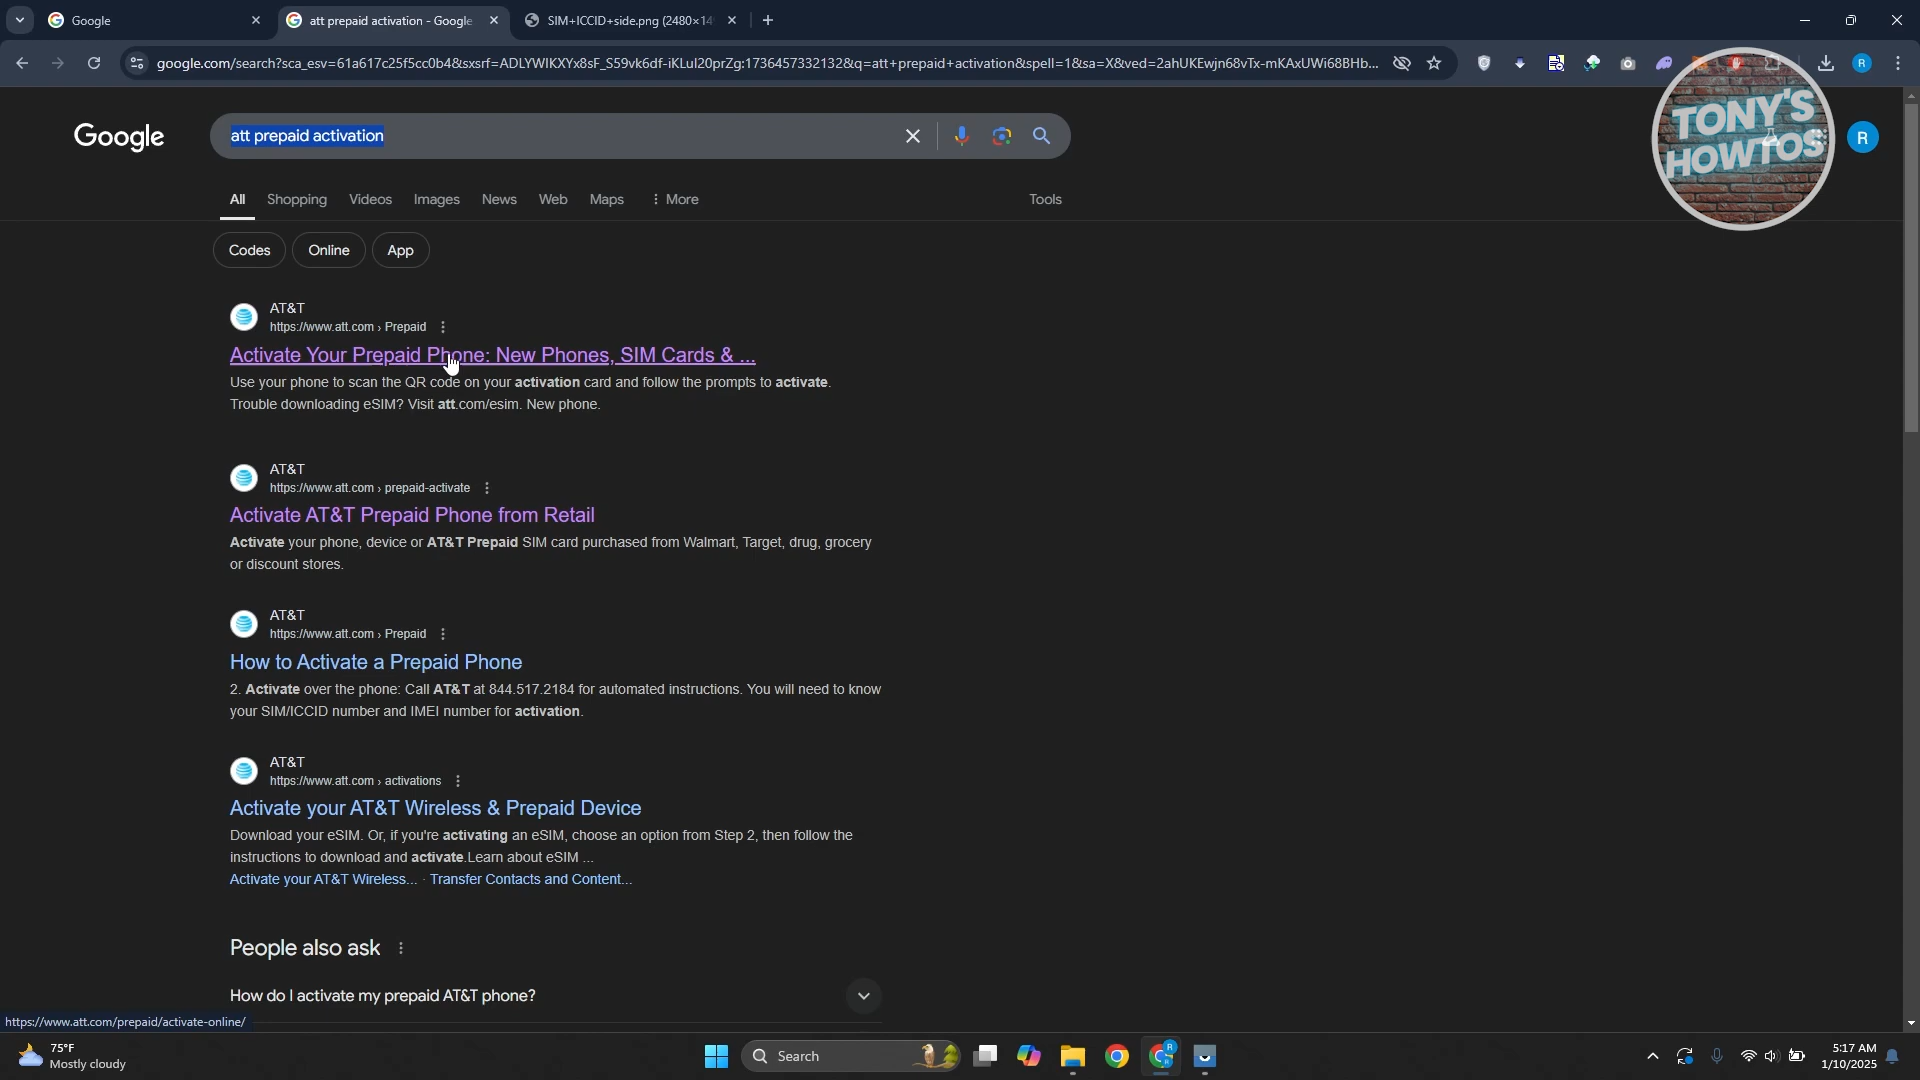 Google
att prepaid activation - Google
SIM+ICCID+side.png (2480×14
google.com/search?sca_esv=61a617c25f5cc0b4&sxsrf=ADLYWIKXYx8sF_S59vk6df-iKLul20prZg:1736457332132&q=att+prepaid+activation&spell=1&sa=X&ved=2ahUKEwjn68vTx-mKAxUWi68BHb...
R
TONY'S
HOWTOS
Google
att prepaid activation
R
All
Shopping
Videos
Images
News
Web
Maps
More
Tools
Codes
Online
App
AT&T
https://www.att.com › Prepaid
Activate Your Prepaid Phone: New Phones, SIM Cards & ...
Use your phone to scan the QR code on your activation card and follow the prompts to activate.
Trouble downloading eSIM? Visit att.com/esim. New phone.
AT&T
https://www.att.com › prepaid-activate
Activate AT&T Prepaid Phone from Retail
Activate your phone, device or AT&T Prepaid SIM card purchased from Walmart, Target, drug, grocery
or discount stores.
AT&T
https://www.att.com › Prepaid
How to Activate a Prepaid Phone
2. Activate over the phone: Call AT&T at 844.517.2184 for automated instructions. You will need to know
your SIM/ICCID number and IMEI number for activation.
AT&T
https://www.att.com › activations
Activate your AT&T Wireless & Prepaid Device
Download your eSIM. Or, if you're activating an eSIM, choose an option from Step 2, then follow the
instructions to download and activate.Learn about eSIM ...
Activate your AT&T Wireless... · Transfer Contacts and Content...
People also ask
How do I activate my prepaid AT&T phone?
https://www.att.com/prepaid/activate-online/
75°F
Mostly cloudy
Search
5:17 AM
1/10/2025